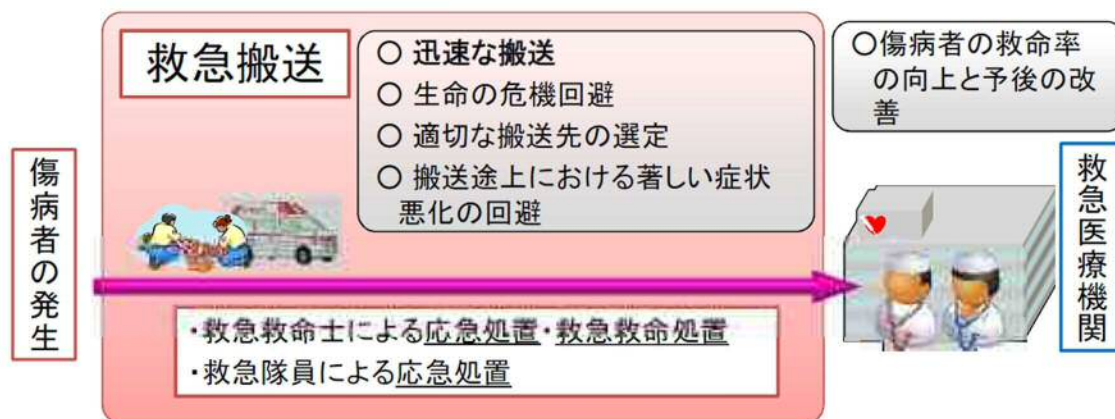 救急搬送
○ 迅速な搬送
○ 生命の危機回避
○ 適切な搬送先の選定
○ 搬送途上における著しい症状
悪化の回避
○傷病者の救命率
の向上と予後の改
善
傷病者の発生
救急医療機関
・救急救命士による応急処置・救急救命処置
・救急隊員による応急処置